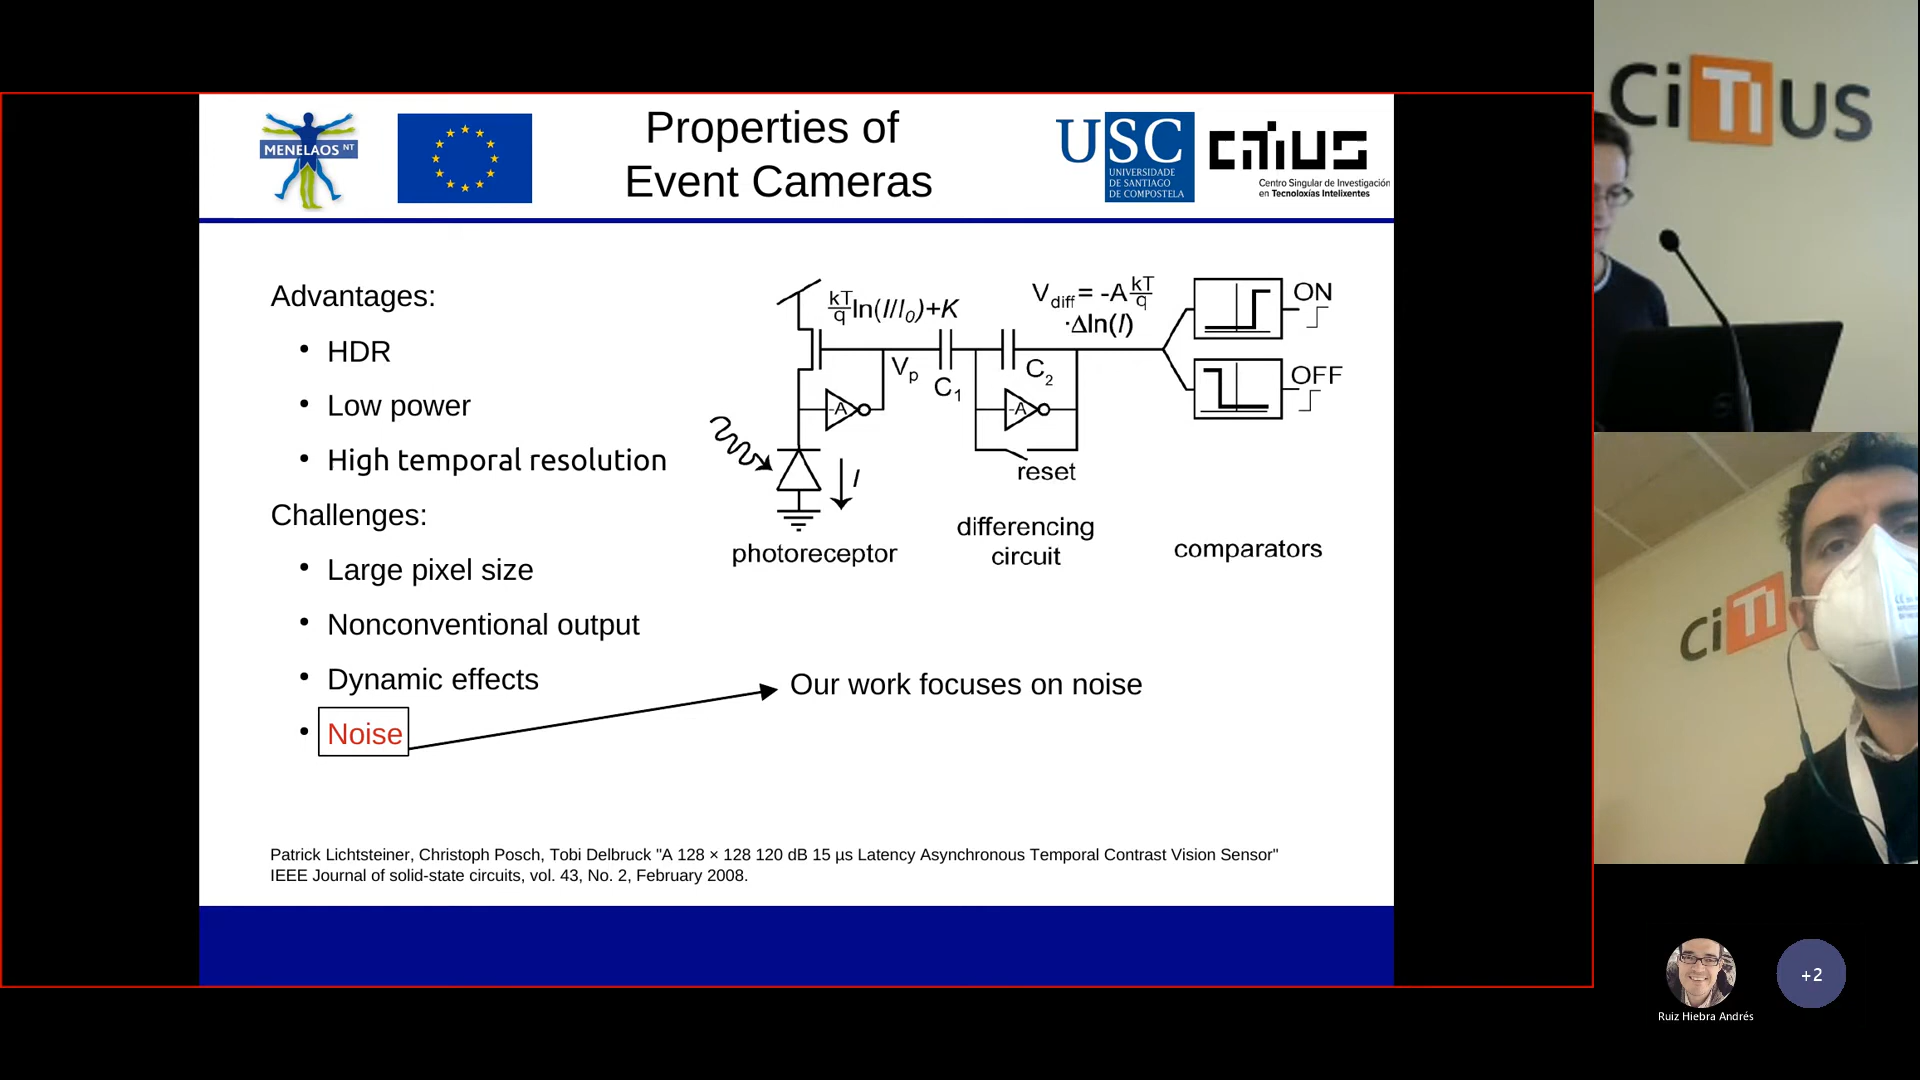 MENELAOS NT
Properties of
Event Cameras
USC
UNIVERSIDADE
DE SANTIAGO
DE COMPOSTELA
CiTIUS
Centro Singular de Investigación
en Tecnoloxías Intelixentes
Advantages:
• HDR
• Low power
• High temporal resolution
Challenges:
• Large pixel size
• Nonconventional output
• Dynamic effects
• Noise
Our work focuses on noise
kT/q ln(I/I0)+K
Vdiff = -A kT/q
·Δln(I)
ON
OFF
Vp
C1
C2
-A
-A
I
reset
photoreceptor
differencing
circuit
comparators
Patrick Lichtsteiner, Christoph Posch, Tobi Delbruck "A 128 × 128 120 dB 15 µs Latency Asynchronous Temporal Contrast Vision Sensor"
IEEE Journal of solid-state circuits, vol. 43, No. 2, February 2008.
CiTIUS
CiTI
Ruiz Hiebra Andrés
+2